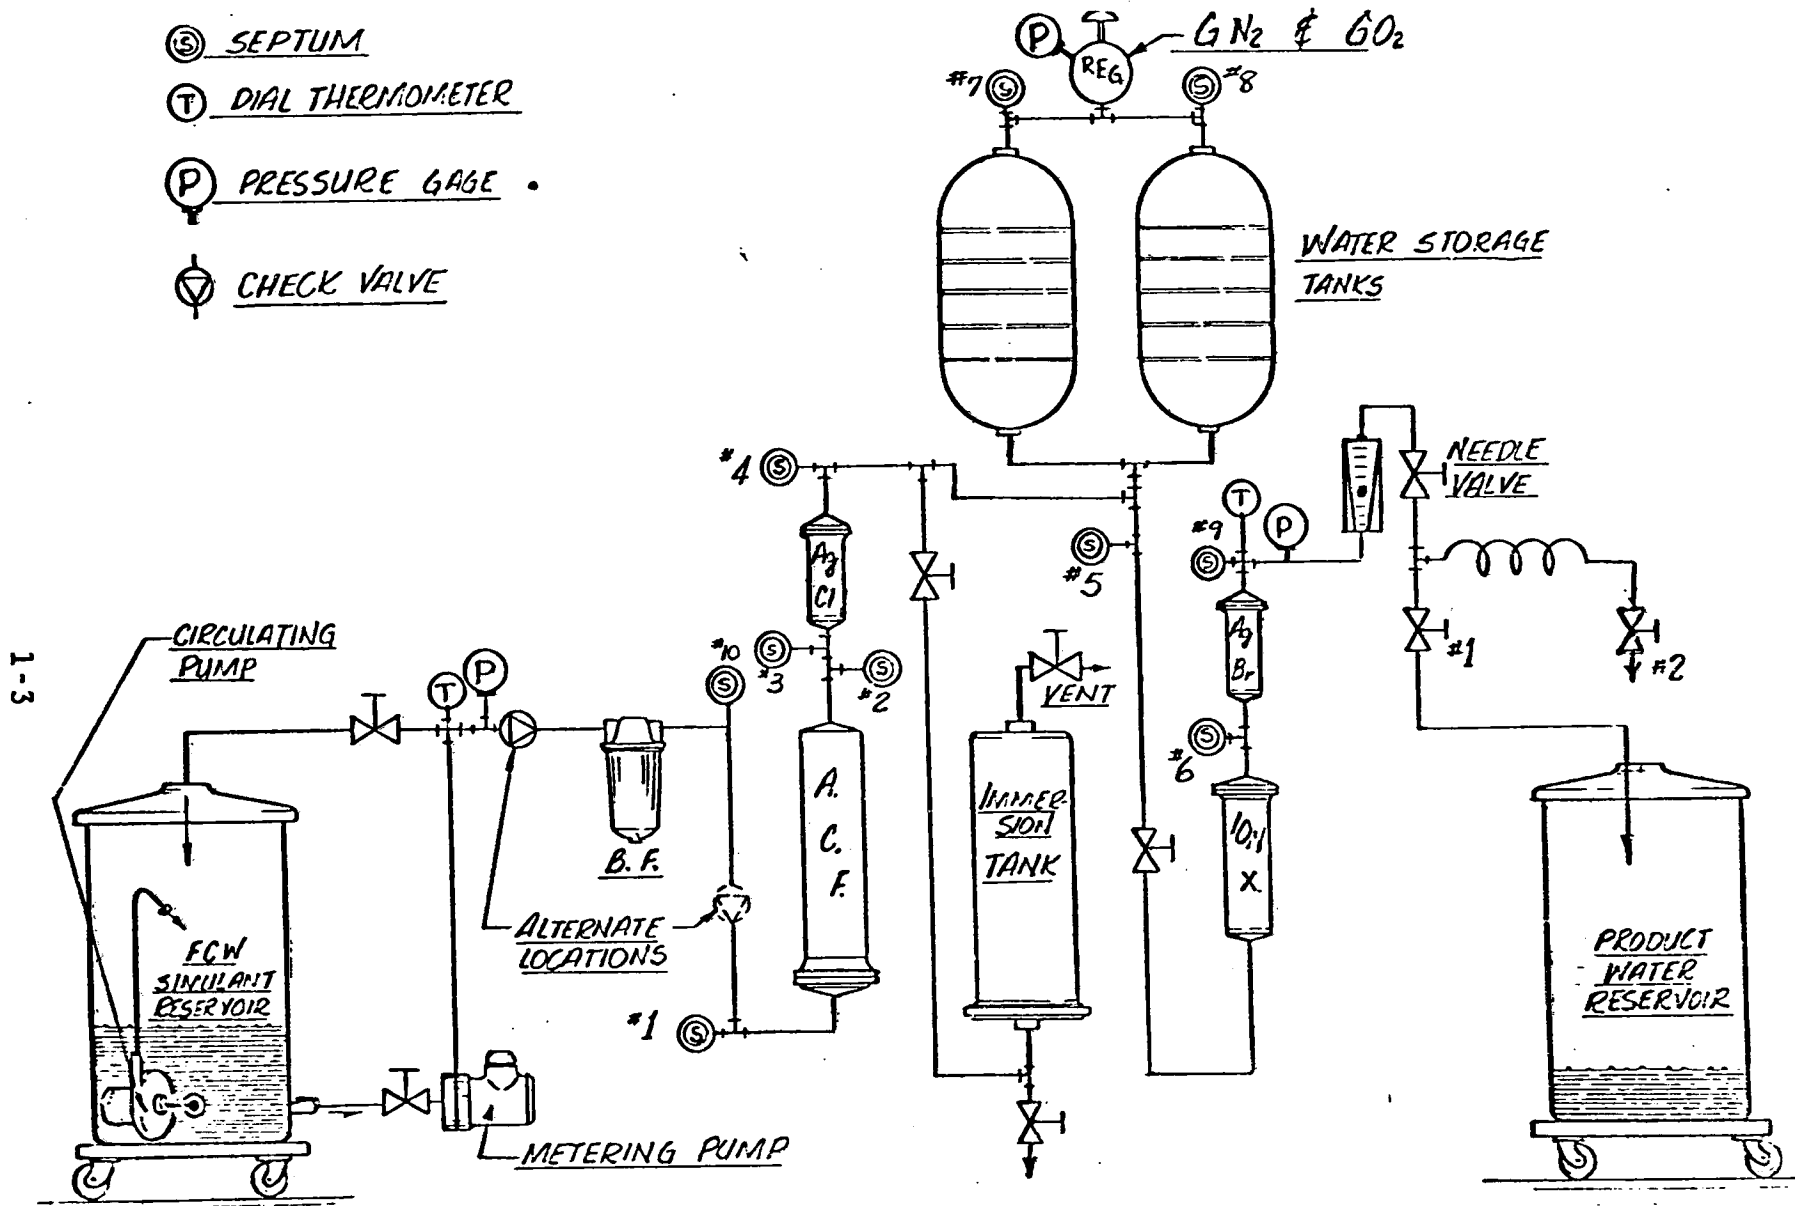 Ⓢ SEPTUM
Ⓣ DIAL THERMOMETER
Ⓟ PRESSURE GAGE
CHECK VALVE
P
REG
GN₂ & GO₂
#7
S
S
#8
WATER STORAGE
TANKS
#4
S
NEEDLE
VALVE
Ag
Cl
S
#5
T
#9
S
P
CIRCULATING
PUMP
#10
S
S
#3
S
#2
VENT
Ag
Br
#1
#2
T
P
S
#6
B. F.
A.
C.
F.
IMMER-
SION
TANK
X
ALTERNATE
LOCATIONS
FCW
SIMULANT
RESERVOIR
PRODUCT
WATER
RESERVOIR
#1
S
METERING PUMP
1-3